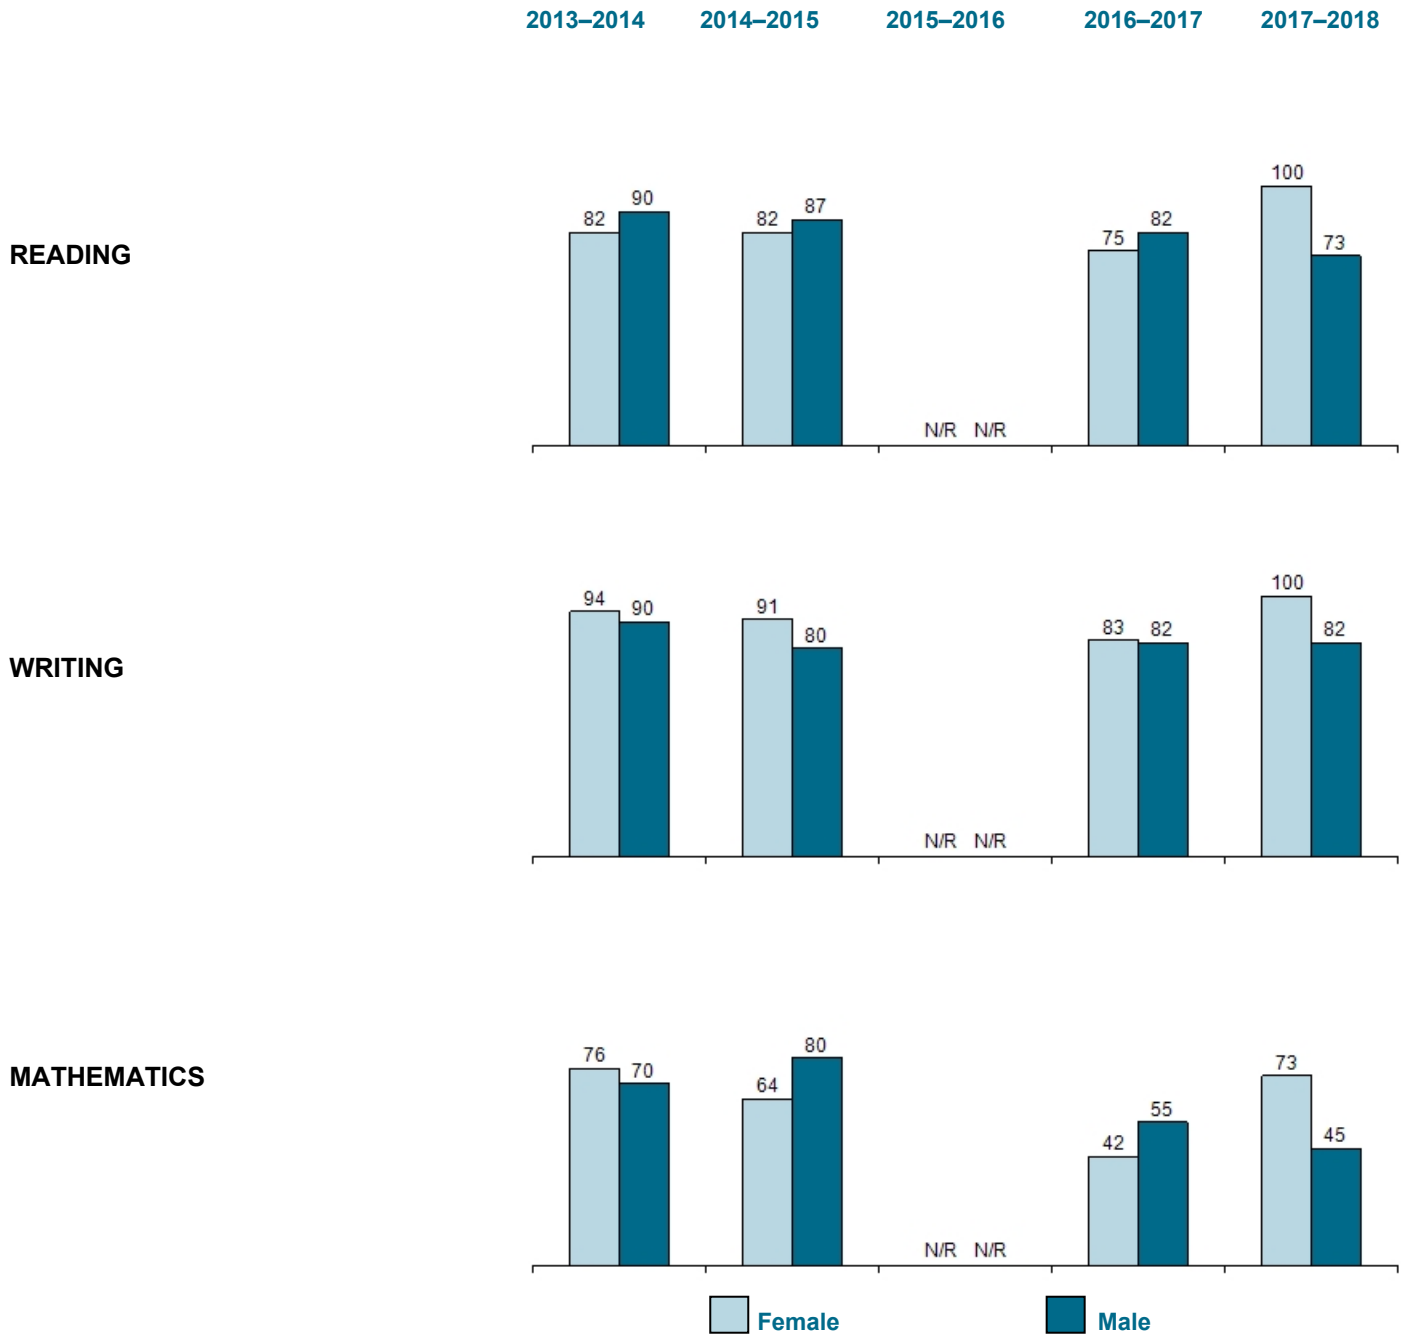 2013–2014 2014–2015 2015–2016 2016–2017 2017–2018
READING
82 90 82 87 N/R N/R 75 82 100 73
WRITING
94 90 91 80 N/R N/R 83 82 100 82
MATHEMATICS
76 70 64 80 N/R N/R 42 55 73 45
Female Male